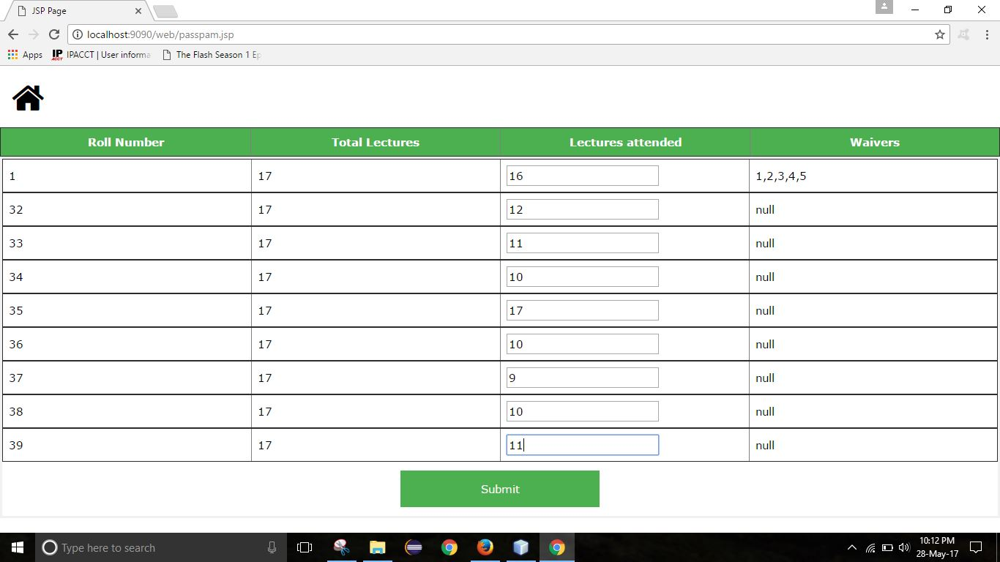 JSP Page
localhost:9090/web/passpam.jsp
Apps IP ACCT IPACCT | User informa The Flash Season 1 Ep
Roll Number Total Lectures Lectures attended Waivers
1 17 16 1,2,3,4,5
32 17 12 null
33 17 11 null
34 17 10 null
35 17 17 null
36 17 10 null
37 17 9 null
38 17 10 null
39 17 11 null
Submit
Type here to search
10:12 PM
28-May-17